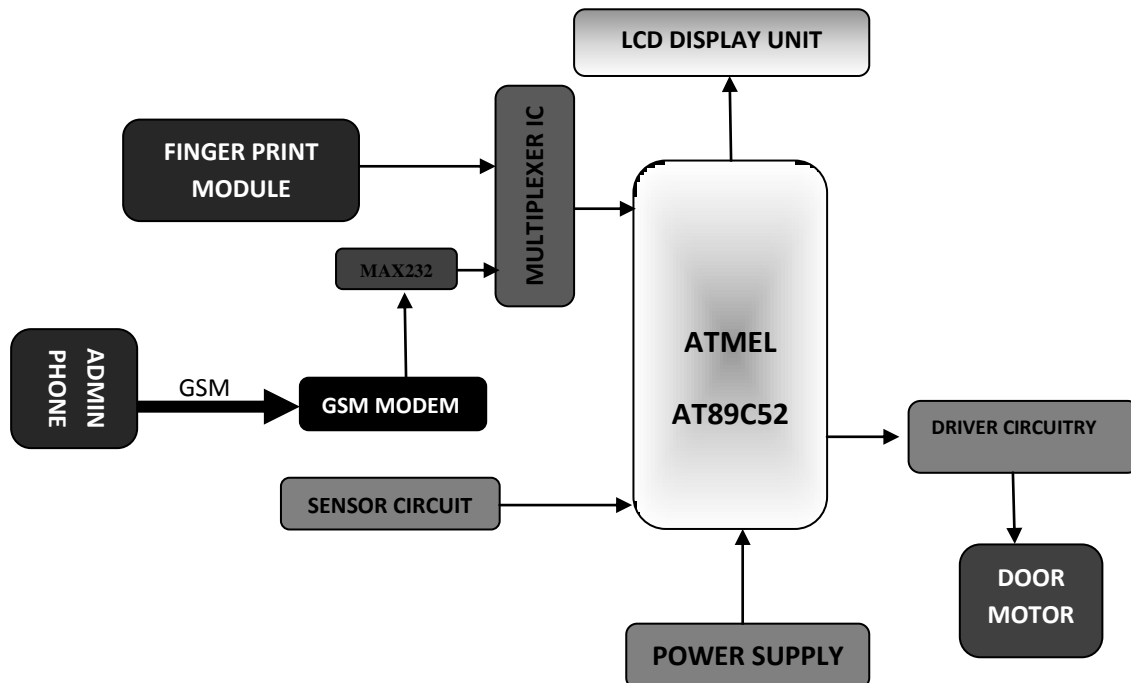 LCD DISPLAY UNIT
FINGER PRINT
MODULE
MULTIPLEXER IC
MAX232
ADMIN
PHONE
GSM
GSM MODEM
ATMEL
AT89C52
SENSOR CIRCUIT
DRIVER CIRCUITRY
DOOR
MOTOR
POWER SUPPLY